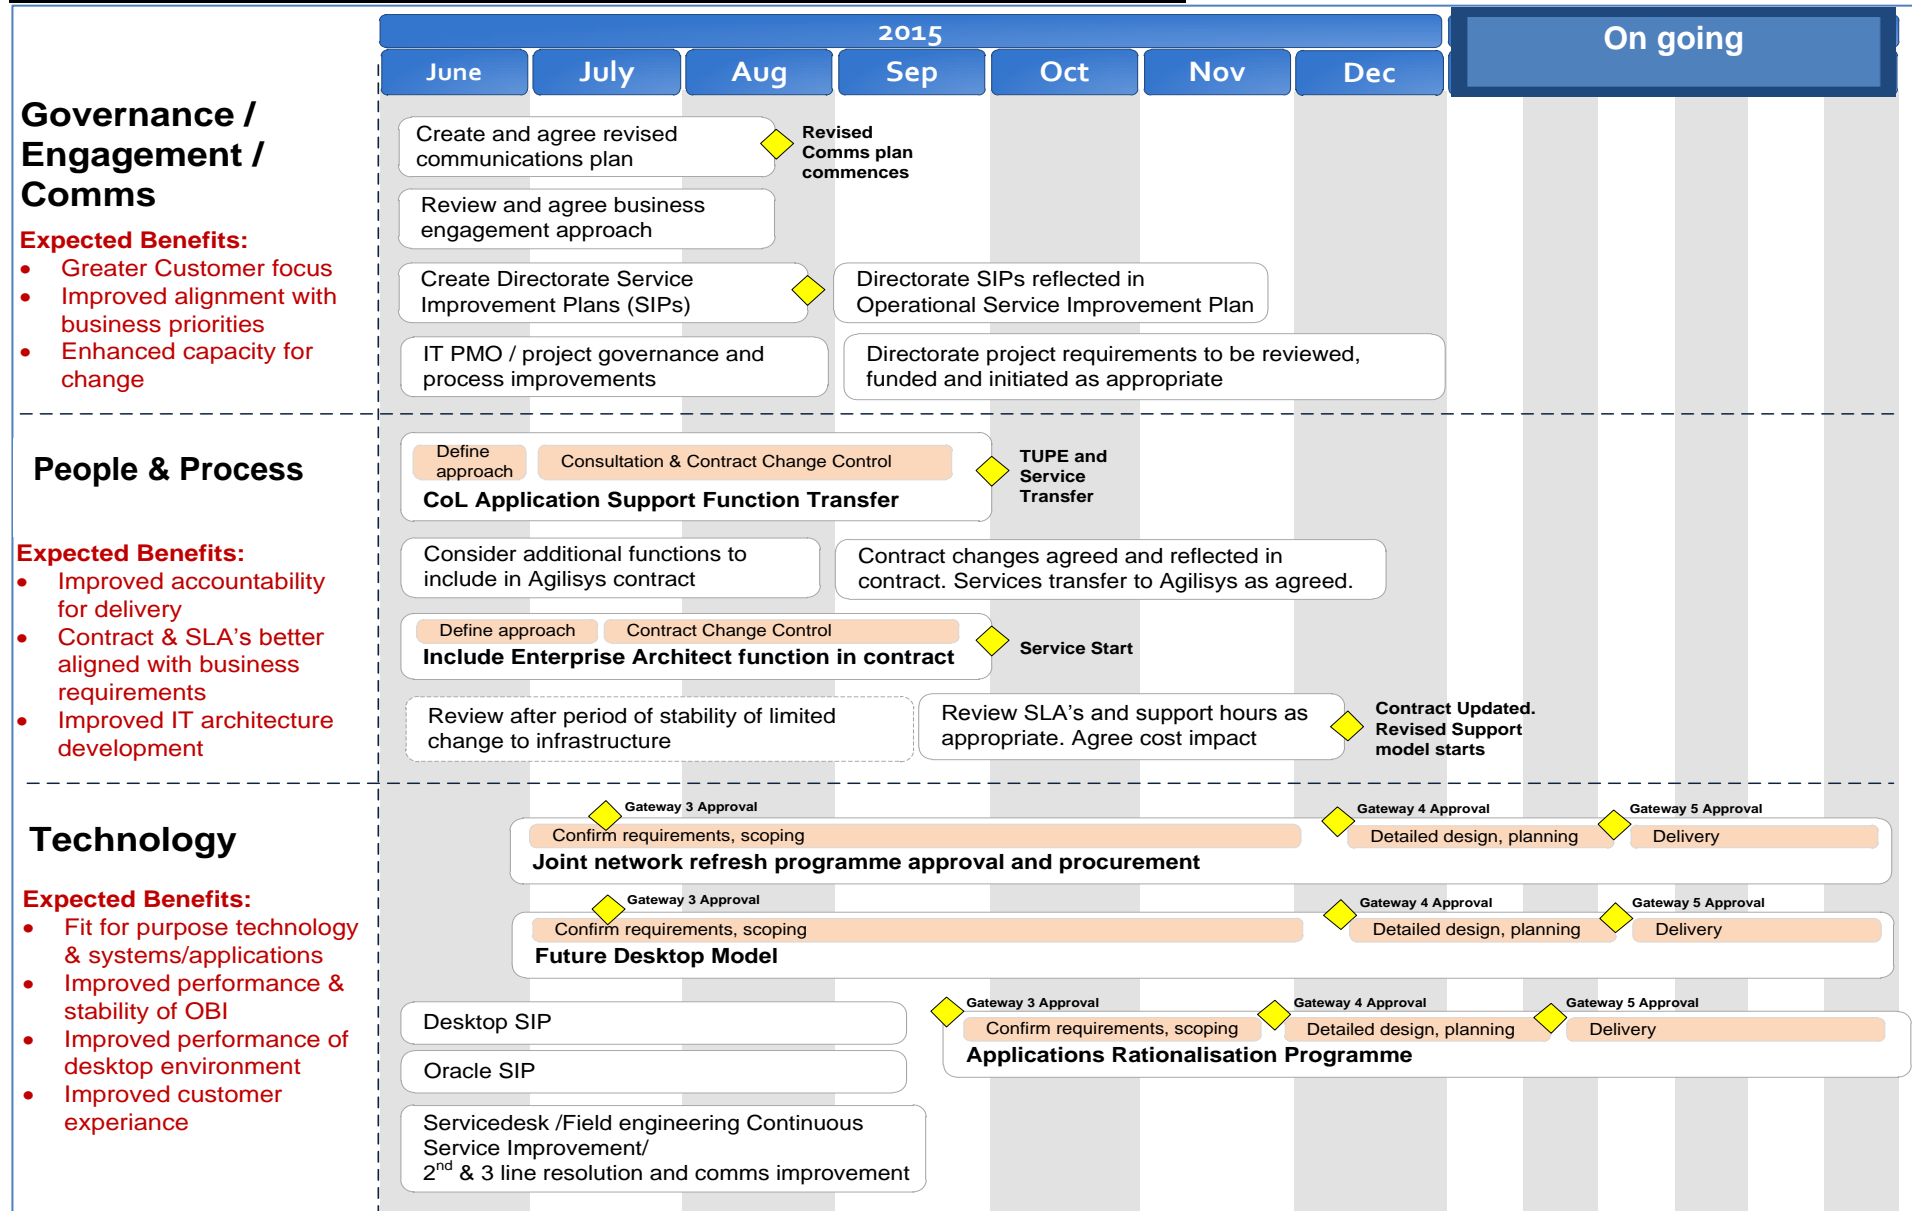 2015
On going
June
July
Aug
Sep
Oct
Nov
Dec
Governance /
Engagement /
Comms
Expected Benefits:
• Greater Customer focus
• Improved alignment with
business priorities
• Enhanced capacity for
change
Create and agree revised
communications plan
Revised
Comms plan
commences
Review and agree business
engagement approach
Create Directorate Service
Improvement Plans (SIPs)
Directorate SIPs reflected in
Operational Service Improvement Plan
IT PMO / project governance and
process improvements
Directorate project requirements to be reviewed,
funded and initiated as appropriate
People & Process
Expected Benefits:
• Improved accountability
for delivery
• Contract & SLA's better
aligned with business
requirements
• Improved IT architecture
development
Define
approach
Consultation & Contract Change Control
CoL Application Support Function Transfer
TUPE and
Service
Transfer
Consider additional functions to
include in Agilisys contract
Contract changes agreed and reflected in
contract. Services transfer to Agilisys as agreed.
Define approach
Contract Change Control
Include Enterprise Architect function in contract
Service Start
Review after period of stability of limited
change to infrastructure
Review SLA's and support hours as
appropriate. Agree cost impact
Contract Updated.
Revised Support
model starts
Technology
Expected Benefits:
• Fit for purpose technology
& systems/applications
• Improved performance &
stability of OBI
• Improved performance of
desktop environment
• Improved customer
experiance
Gateway 3 Approval
Gateway 4 Approval
Gateway 5 Approval
Confirm requirements, scoping
Detailed design, planning
Delivery
Joint network refresh programme approval and procurement
Gateway 3 Approval
Gateway 4 Approval
Gateway 5 Approval
Confirm requirements, scoping
Detailed design, planning
Delivery
Future Desktop Model
Desktop SIP
Gateway 3 Approval
Gateway 4 Approval
Gateway 5 Approval
Confirm requirements, scoping
Detailed design, planning
Delivery
Applications Rationalisation Programme
Oracle SIP
Servicedesk /Field engineering Continuous
Service Improvement/
2nd & 3 line resolution and comms improvement